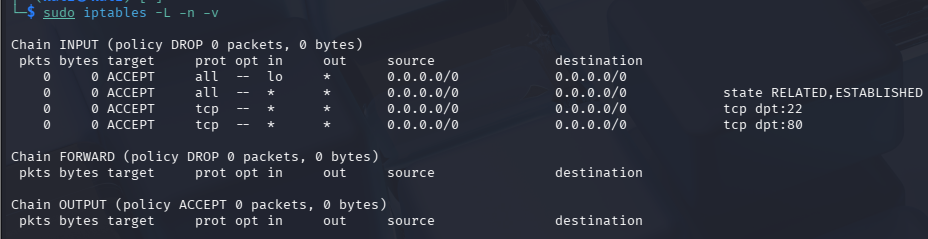 $ sudo iptables -L -n -v
Chain INPUT (policy DROP 0 packets, 0 bytes)
pkts bytes target prot opt in out source destination
0 0 ACCEPT all -- lo * 0.0.0.0/0 0.0.0.0/0
0 0 ACCEPT all -- * * 0.0.0.0/0 0.0.0.0/0 state RELATED,ESTABLISHED
0 0 ACCEPT tcp -- * * 0.0.0.0/0 0.0.0.0/0 tcp dpt:22
0 0 ACCEPT tcp -- * * 0.0.0.0/0 0.0.0.0/0 tcp dpt:80
Chain FORWARD (policy DROP 0 packets, 0 bytes)
pkts bytes target prot opt in out source destination
Chain OUTPUT (policy ACCEPT 0 packets, 0 bytes)
pkts bytes target prot opt in out source destination